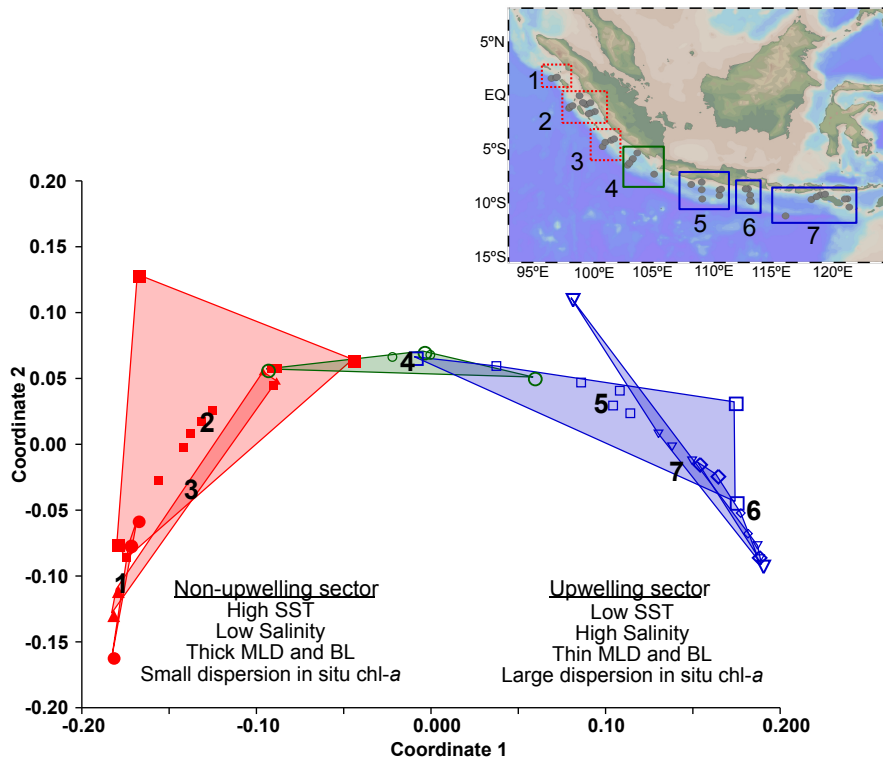 5ºN
EQ
5ºS
10ºS
15ºS
95ºE
100ºE
105ºE
110ºE
115ºE
120ºE
1
2
3
4
5
6
7
0.20
0.15
0.10
0.05
0.00
-0.05
-0.10
-0.15
-0.20
Coordinate 2
-0.20
-0.10
0.000
0.10
0.200
Coordinate 1
1
2
3
4
5
6
7
Non-upwelling sector
High SST
Low Salinity
Thick MLD and BL
Small dispersion in situ chl-a
Upwelling sector
Low SST
High Salinity
Thin MLD and BL
Large dispersion in situ chl-a